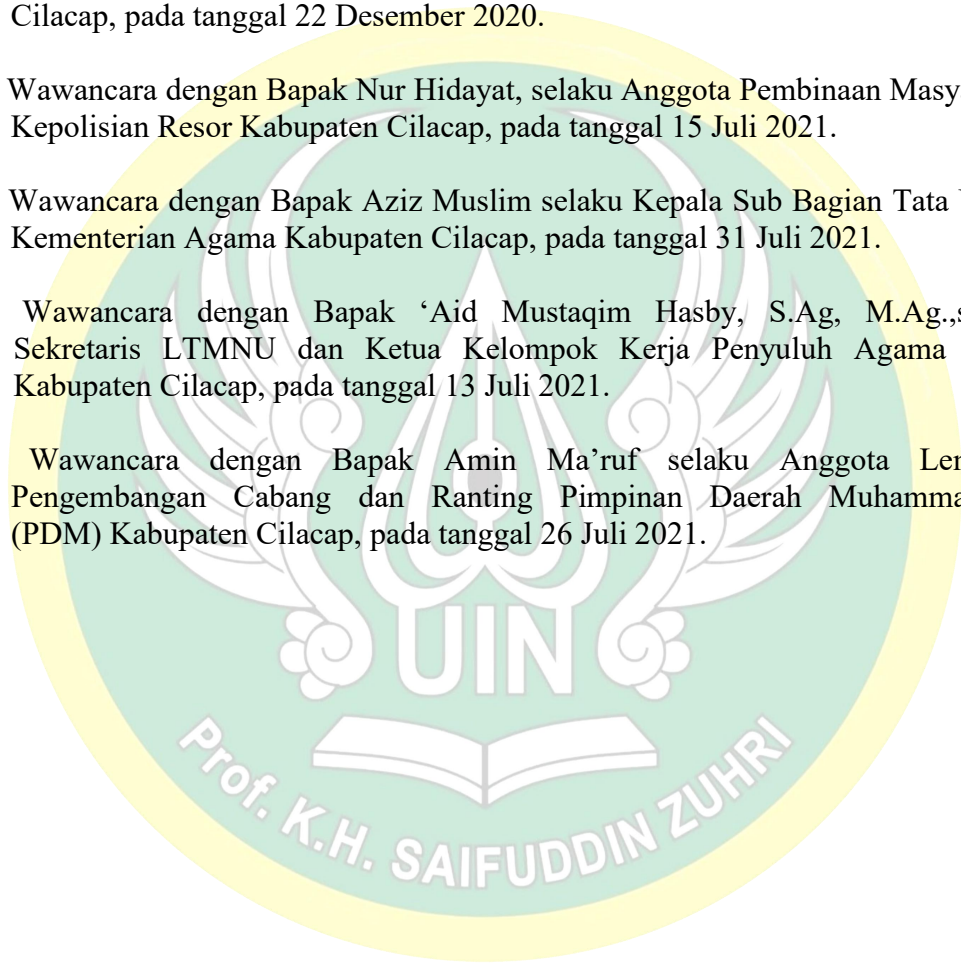 Cilacap, pada tanggal 22 Desember 2020.
Wawancara dengan Bapak Nur Hidayat, selaku Anggota Pembinaan Masy
Kepolisian Resor Kabupaten Cilacap, pada tanggal 15 Juli 2021.
Wawancara dengan Bapak Aziz Muslim selaku Kepala Sub Bagian Tata
Kementerian Agama Kabupaten Cilacap, pada tanggal 31 Juli 2021.
Wawancara dengan Bapak ‘Aid Mustaqim Hasby, S.Ag, M.Ag.,s
Sekretaris LTMNU dan Ketua Kelompok Kerja Penyuluh Agama
Kabupaten Cilacap, pada tanggal 13 Juli 2021.
Wawancara dengan Bapak Amin Ma’ruf selaku Anggota Lem
Pengembangan Cabang dan Ranting Pimpinan Daerah Muhamma
(PDM) Kabupaten Cilacap, pada tanggal 26 Juli 2021.
UIN
Prof. K.H. SAIFUDDIN ZUHRI